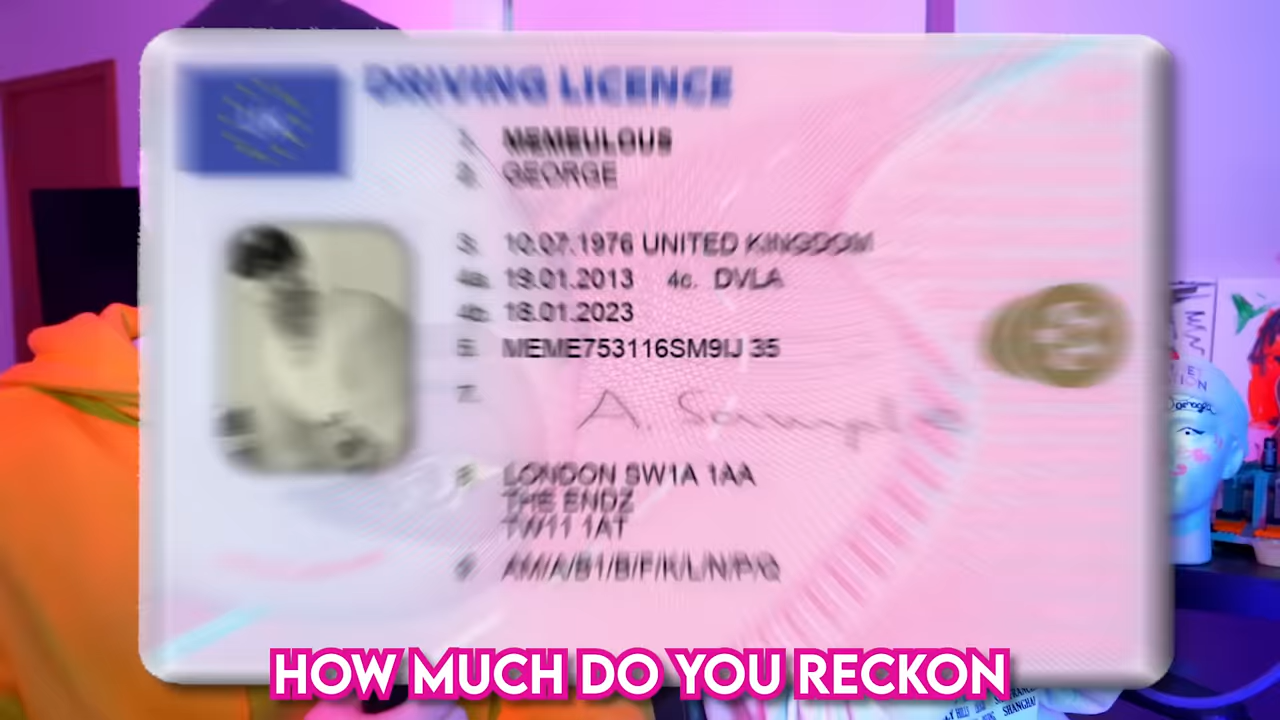 DRIVING LICENCE
1. MEMEULOUS
2. GEORGE
3. 10.07.1976 UNITED KINGDOM
4a. 19.01.2013 4c. DVLA
4b. 18.01.2023
5. MEME753116SM9IJ 35
7. A. Sample
8. LONDON SW1A 1AA
THE ENDZ
TW11 1AT
9. AM/A/B1/B/F/K/L/N/P/Q
HOW MUCH DO YOU RECKON